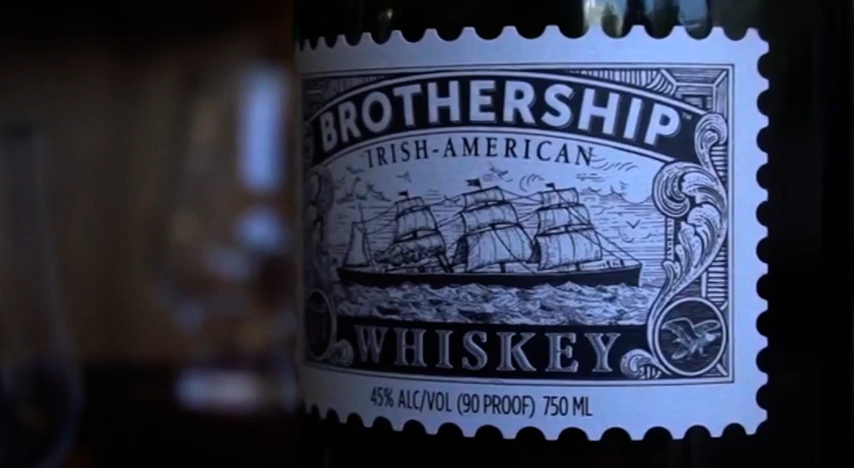 BROTHERSHIP™
IRISH-AMERICAN
WHISKEY
45% ALC/VOL (90 PROOF) 750 ML